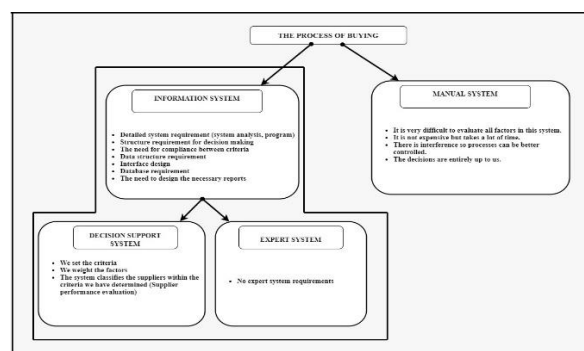 THE PROCESS OF BUYING
INFORMATION SYSTEM
Detailed system requirement (system analysis, program)
Structure requirement for decision making
The need for compliance between criteria
Data structure requirement
Interface design
Database requirement
The need to design the necessary reports
MANUAL SYSTEM
It is very difficult to evaluate all factors in this system.
It is not expensive but takes a lot of time.
There is interference so processes can be better
controlled.
The decisions are entirely up to us.
DECISION SUPPORT
SYSTEM
We set the criteria
We weight the factors
The system classifies the suppliers within the
criteria we have determined (Supplier
performance evaluation)
EXPERT SYSTEM
No expert system requirements